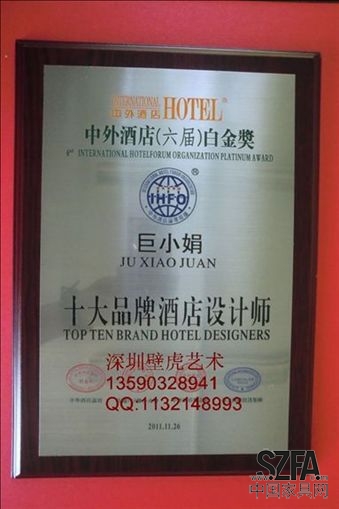 INTERNATIONAL HOTEL®
中外酒店
中外酒店(六届)白金奖
6th INTERNATIONAL HOTELFORUM ORGANIZATION PLATINUM AWARD
IHFO ®
巨小娟
JU XIAO JUAN
十大品牌酒店设计师
TOP TEN BRAND HOTEL DESIGNERS
深圳壁虎艺术
13590328941
QQ:1132148993
2011.11.26
SZFA
中国家具网